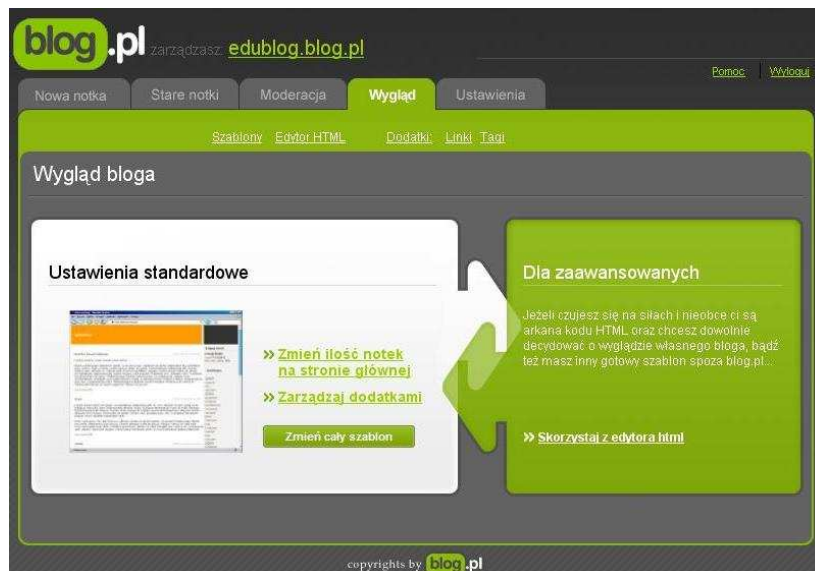 blog.pl zarządzasz: edublog.blog.pl
Pomoc Wyloguj
Nowa notka Stare notki Moderacja Wygląd Ustawienia
Szablony Edytor HTML Dodatki: Linki Tagi
Wygląd bloga
Ustawienia standardowe
» Zmień ilość notek
na stronie głównej
» Zarządzaj dodatkami
Zmień cały szablon
Dla zaawansowanych
Jeżeli czujesz się na siłach i nieobce ci są
arkana kodu HTML oraz chcesz dowolnie
decydować o wyglądzie własnego bloga, bądź
też masz inny gotowy szablon spoza blog.pl...
» Skorzystaj z edytora html
copyrights by blog.pl